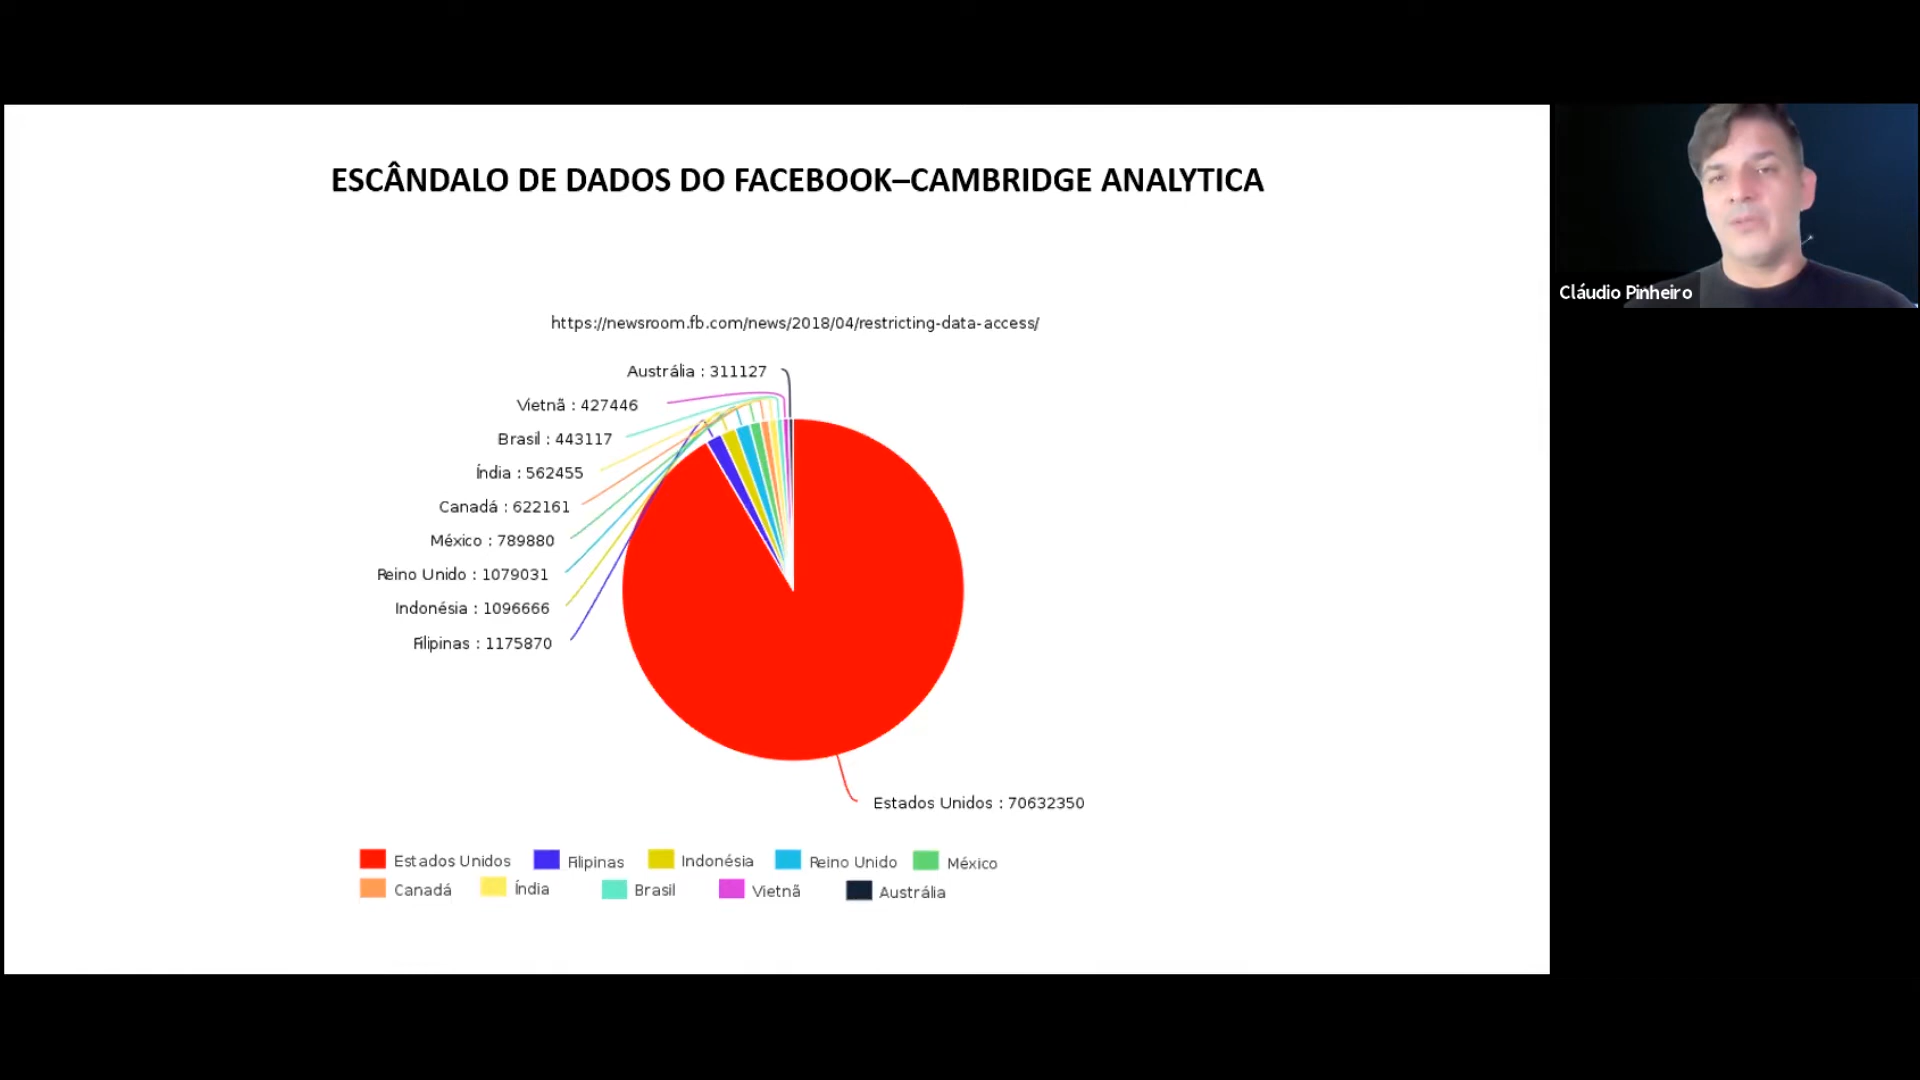 ESCÂNDALO DE DADOS DO FACEBOOK–CAMBRIDGE ANALYTICA
Cláudio Pinheiro
https://newsroom.fb.com/news/2018/04/restricting-data-access/
Austrália : 311127
Vietnã : 427446
Brasil : 443117
Índia : 562455
Canadá : 622161
México : 789880
Reino Unido : 1079031
Indonésia : 1096666
Filipinas : 1175870
Estados Unidos : 70632350
Estados Unidos Filipinas Indonésia Reino Unido México
Canadá Índia Brasil Vietnã Austrália